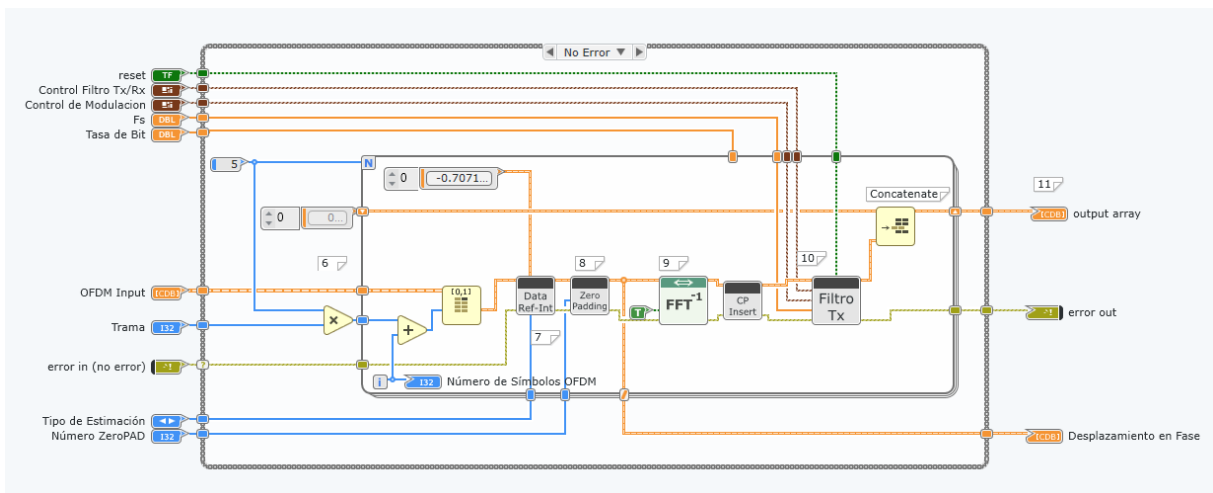 No Error
reset TF
Control Filtro Tx/Rx
Control de Modulacion
Fs DBL
Tasa de Bit DBL
5
N
0 -0.7071...
Concatenate
11
0 0...
[CDB] output array
6
8
9
10
OFDM Input [CDB]
[0,1]
Data Ref-Int
Zero Padding
FFT-1
CP Insert
Filtro Tx
T
Trama I32
×
+
7
error out
error in (no error)
?
i
I32 Número de Símbolos OFDM
Tipo de Estimación
Número ZeroPAD I32
[CDB] Desplazamiento en Fase